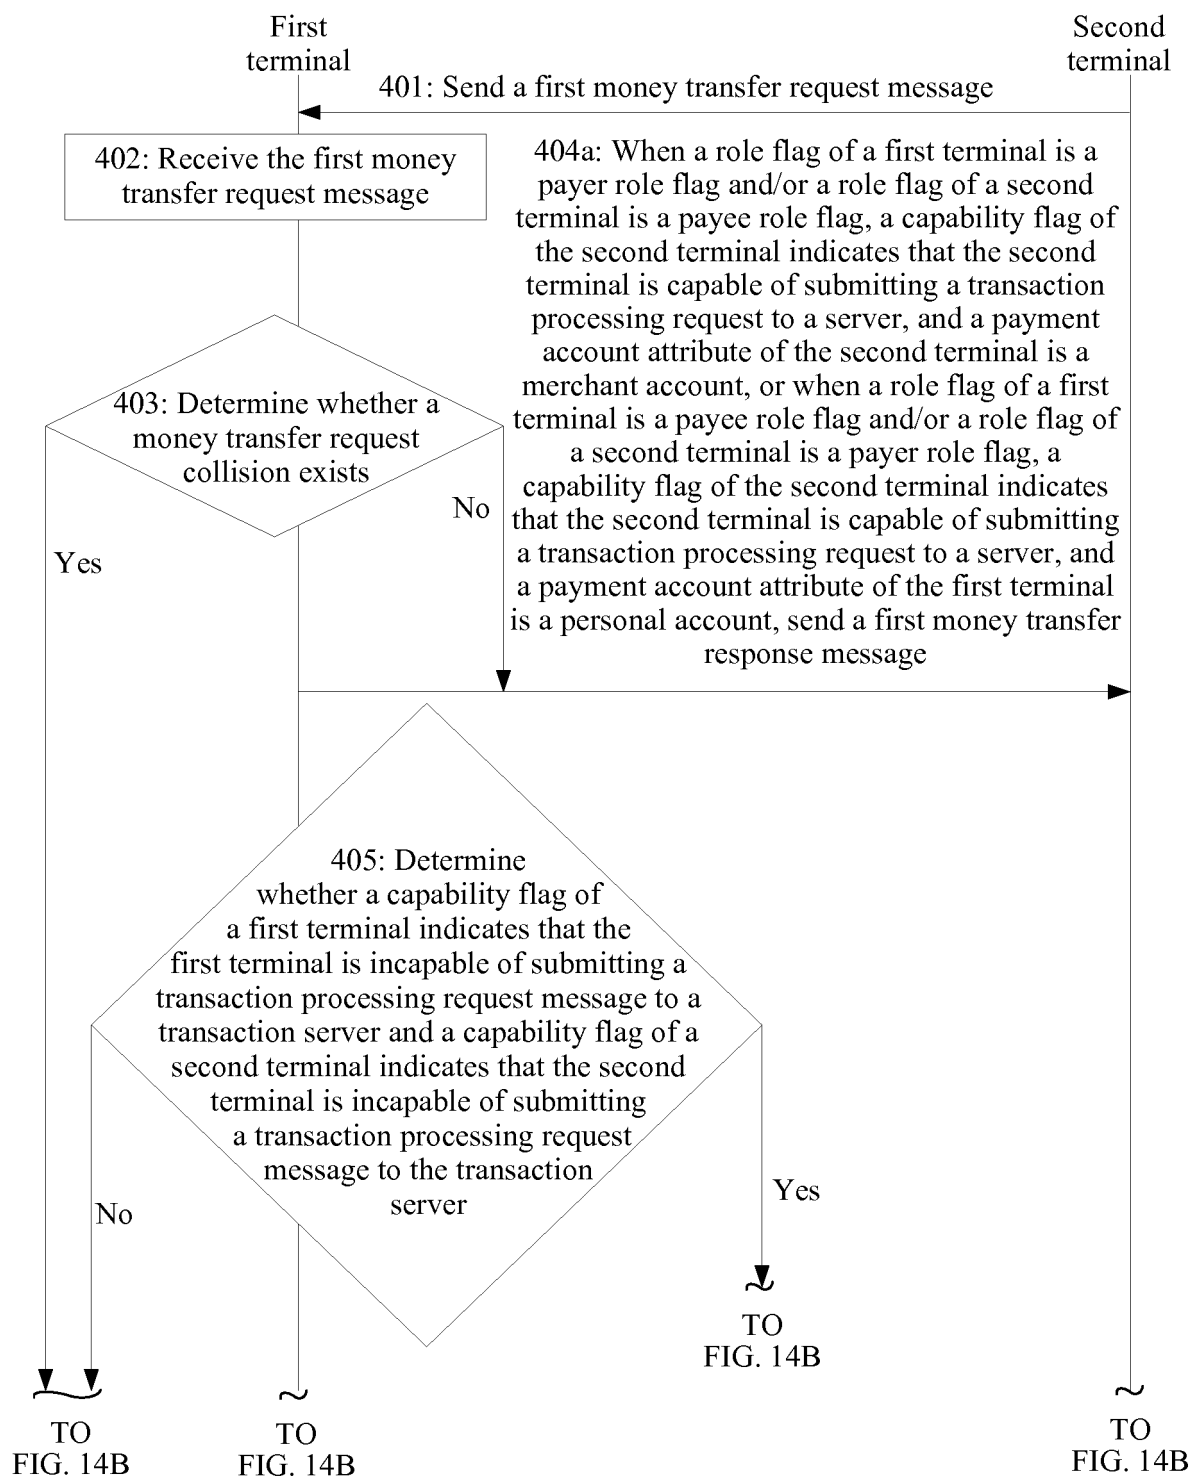 First
terminal
Second
terminal
401: Send a first money transfer request message
402: Receive the first money
transfer request message
404a: When a role flag of a first terminal is a
payer role flag and/or a role flag of a second
terminal is a payee role flag, a capability flag of
the second terminal indicates that the second
terminal is capable of submitting a transaction
processing request to a server, and a payment
account attribute of the second terminal is a
merchant account, or when a role flag of a first
terminal is a payee role flag and/or a role flag of
a second terminal is a payer role flag, a
capability flag of the second terminal indicates
that the second terminal is capable of submitting
a transaction processing request to a server, and
a payment account attribute of the first terminal
is a personal account, send a first money transfer
response message
403: Determine whether a
money transfer request
collision exists
No
Yes
405: Determine
whether a capability flag of
a first terminal indicates that the
first terminal is incapable of submitting a
transaction processing request message to a
transaction server and a capability flag of a
second terminal indicates that the second
terminal is incapable of submitting
a transaction processing request
message to the transaction
server
No
Yes
TO
FIG. 14B
TO
FIG. 14B
TO
FIG. 14B
TO
FIG. 14B